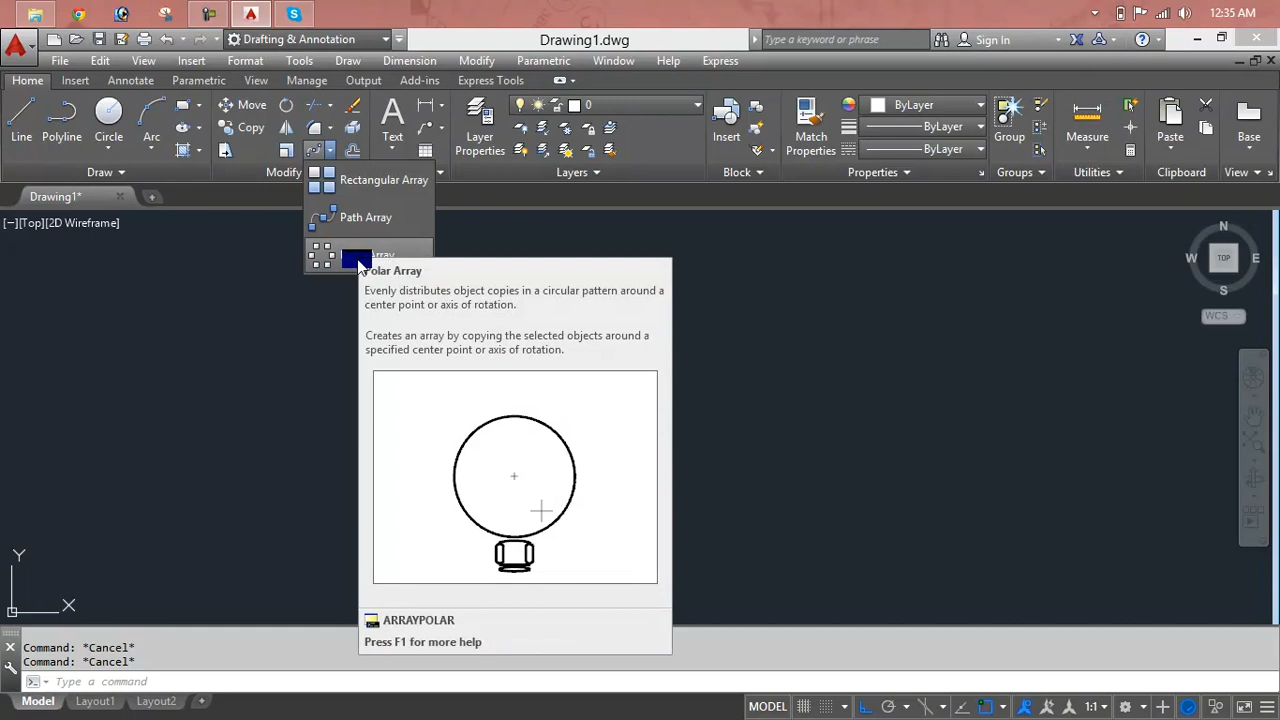 12:35 AM
Drafting & Annotation
Drawing1.dwg
Type a keyword or phrase
Sign In
File Edit View Insert Format Tools Draw Dimension Modify Parametric Window Help Express
Home Insert Annotate Parametric View Manage Output Add-ins Express Tools
Line
Polyline
Circle
Arc
Move
Copy
Text
Layer
Properties
0
Insert
Match
Properties
ByLayer
ByLayer
ByLayer
Group
Measure
Paste
Base
Draw
Modify
Layers
Block
Properties
Groups
Utilities
Clipboard
View
Rectangular Array
Path Array
Array
Drawing1*
[−][Top][2D Wireframe]
N
TOP
E
S
WCS
Polar Array
Evenly distributes object copies in a circular pattern around a
center point or axis of rotation.
Creates an array by copying the selected objects around a
specified center point or axis of rotation.
ARRAYPOLAR
Press F1 for more help
Y
X
Command: *Cancel*
Command: *Cancel*
Type a command
Model Layout1 Layout2 +
MODEL
1:1